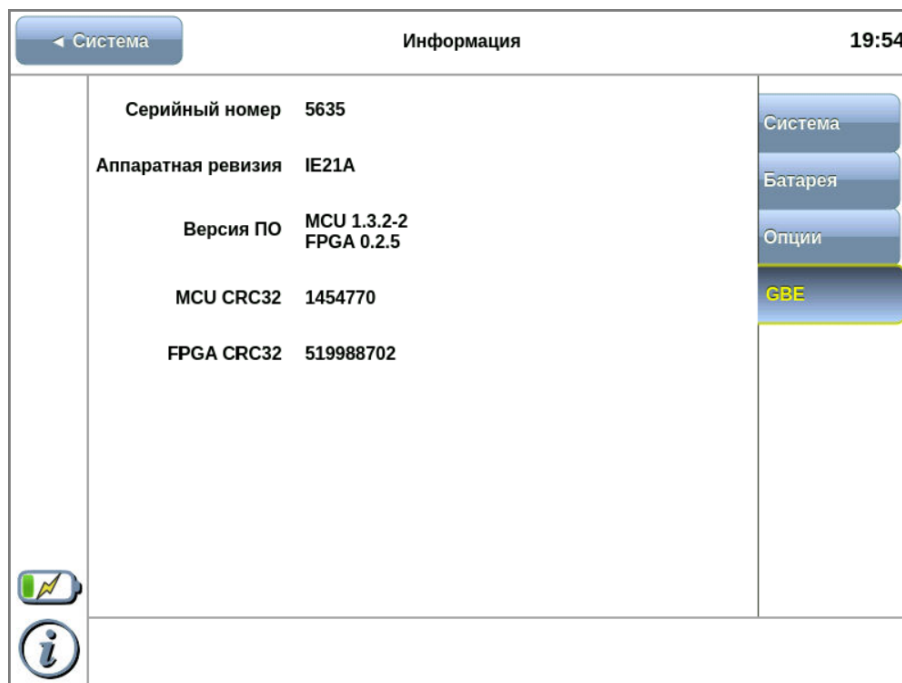 ◄ Система
Информация
19:54
Серийный номер 5635
Аппаратная ревизия IE21A
Версия ПО MCU 1.3.2-2
FPGA 0.2.5
MCU CRC32 1454770
FPGA CRC32 519988702
Система
Батарея
Опции
GBE
i